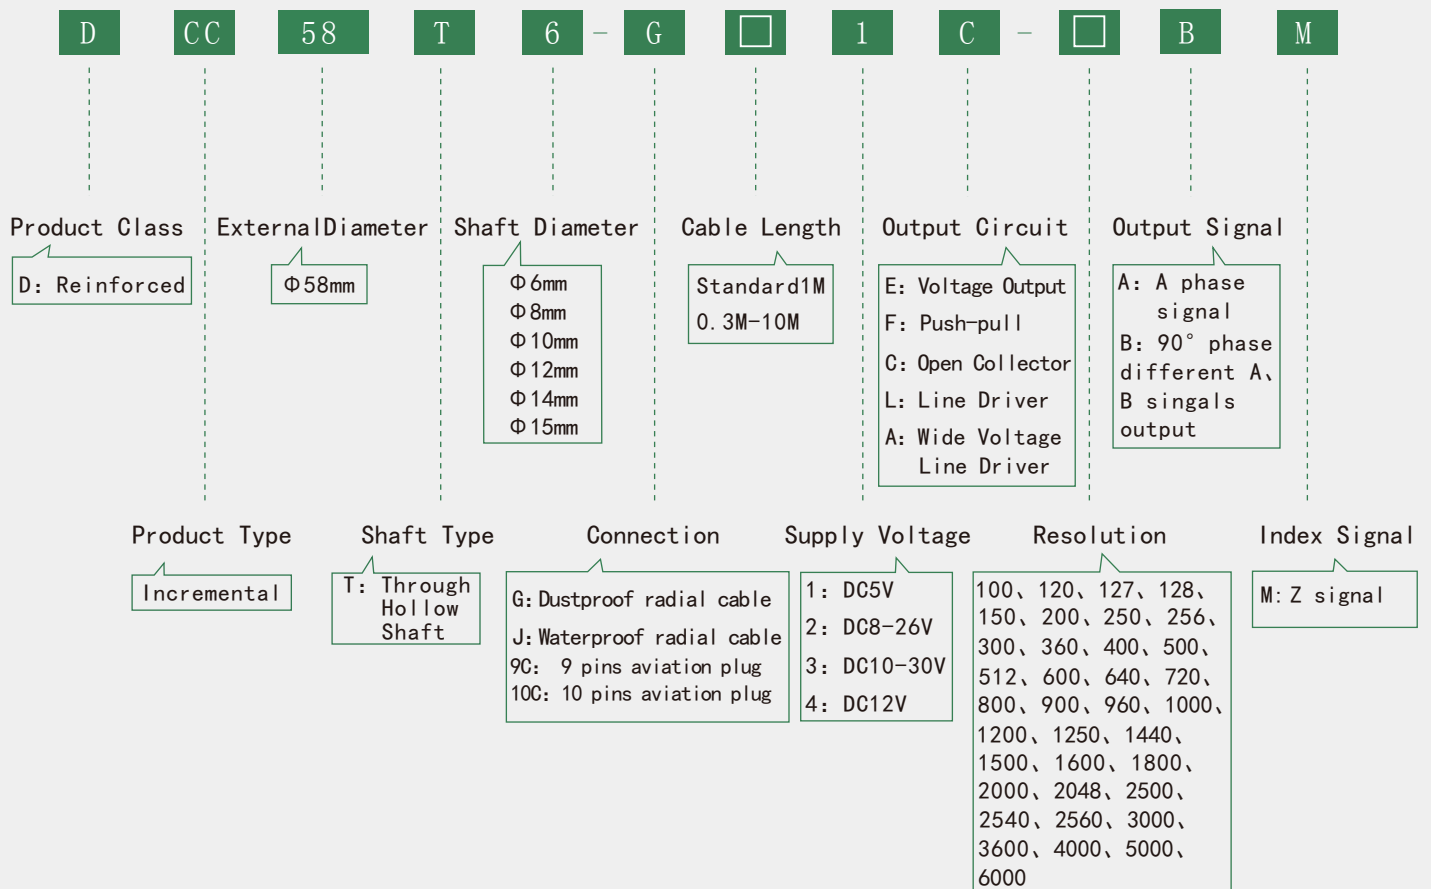 D CC 58 T 6 - G □ 1 C - □ B M
Product Class
D: Reinforced
ExternalDiameter
Φ58mm
Shaft Diameter
Φ6mm
Φ8mm
Φ10mm
Φ12mm
Φ14mm
Φ15mm
Cable Length
Standard1M
0.3M-10M
Output Circuit
E: Voltage Output
F: Push-pull
C: Open Collector
L: Line Driver
A: Wide Voltage
Line Driver
Output Signal
A: A phase
signal
B: 90° phase
different A、
B singals
output
Product Type
Incremental
Shaft Type
T: Through
Hollow
Shaft
Connection
G: Dustproof radial cable
J: Waterproof radial cable
9C: 9 pins aviation plug
10C: 10 pins aviation plug
Supply Voltage
1: DC5V
2: DC8-26V
3: DC10-30V
4: DC12V
Resolution
100、120、127、128、
150、200、250、256、
300、360、400、500、
512、600、640、720、
800、900、960、1000、
1200、1250、1440、
1500、1600、1800、
2000、2048、2500、
2540、2560、3000、
3600、4000、5000、
6000
Index Signal
M: Z signal